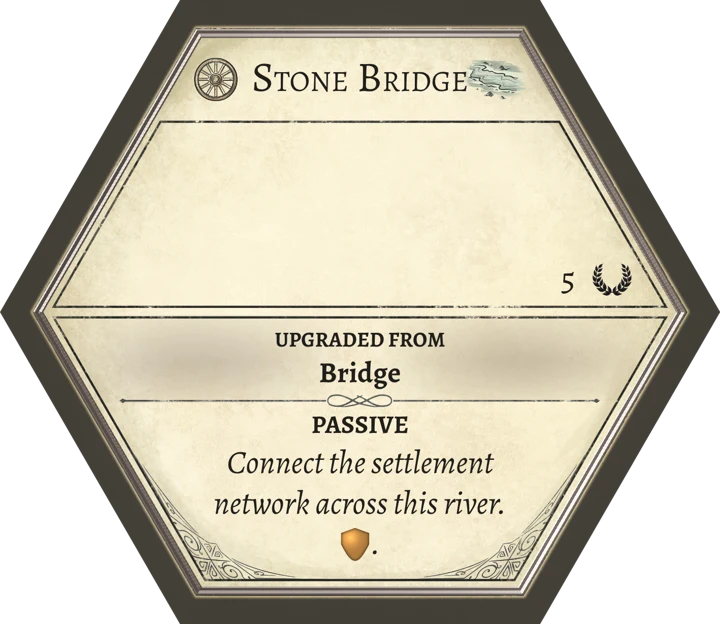 Stone Bridge
5
UPGRADED FROM
Bridge
PASSIVE
Connect the settlement
network across this river.
.